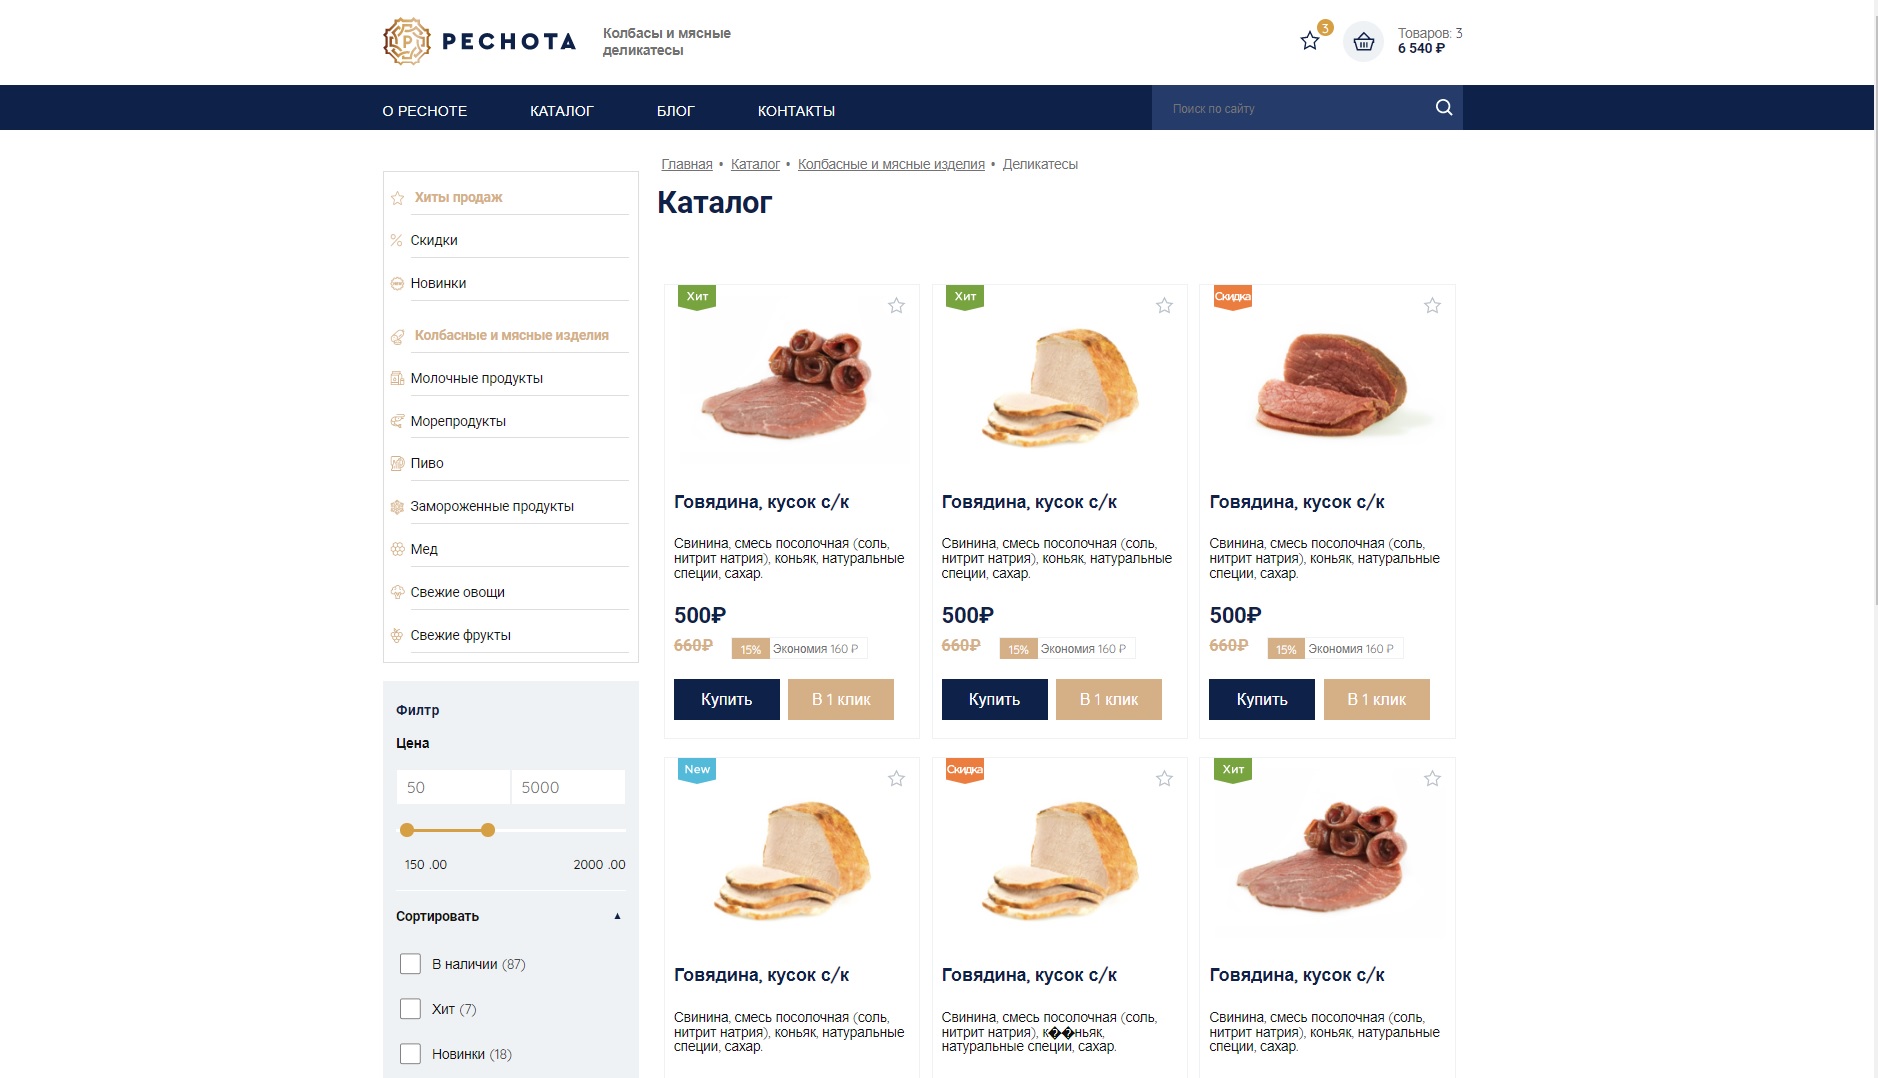 РЕСНОТА
Колбасы и мясные
деликатесы
3
Товаров: 3
6 540 ₽
О РЕСНОТЕ
КАТАЛОГ
БЛОГ
КОНТАКТЫ
Поиск по сайту
Главная • Каталог • Колбасные и мясные изделия • Деликатесы
Каталог
Хиты продаж
Скидки
Новинки
Колбасные и мясные изделия
Молочные продукты
Морепродукты
Пиво
Замороженные продукты
Мед
Свежие овощи
Свежие фрукты
Фильтр
Цена
50
5000
150 .00
2000 .00
Сортировать
В наличии (87)
Хит (7)
Новинки (18)
Хит
Говядина, кусок с/к
Свинина, смесь посолочная (соль,
нитрит натрия), коньяк, натуральные
специи, сахар.
500₽
660₽
15% Экономия 160 ₽
Купить
В 1 клик
Хит
Говядина, кусок с/к
Свинина, смесь посолочная (соль,
нитрит натрия), коньяк, натуральные
специи, сахар.
500₽
660₽
15% Экономия 160 ₽
Купить
В 1 клик
Скидка
Говядина, кусок с/к
Свинина, смесь посолочная (соль,
нитрит натрия), коньяк, натуральные
специи, сахар.
500₽
660₽
15% Экономия 160 ₽
Купить
В 1 клик
New
Говядина, кусок с/к
Свинина, смесь посолочная (соль,
нитрит натрия), коньяк, натуральные
специи, сахар.
Скидка
Говядина, кусок с/к
Свинина, смесь посолочная (соль,
нитрит натрия), к��ньяк,
натуральные специи, сахар.
Хит
Говядина, кусок с/к
Свинина, смесь посолочная (соль,
нитрит натрия), коньяк, натуральные
специи, сахар.